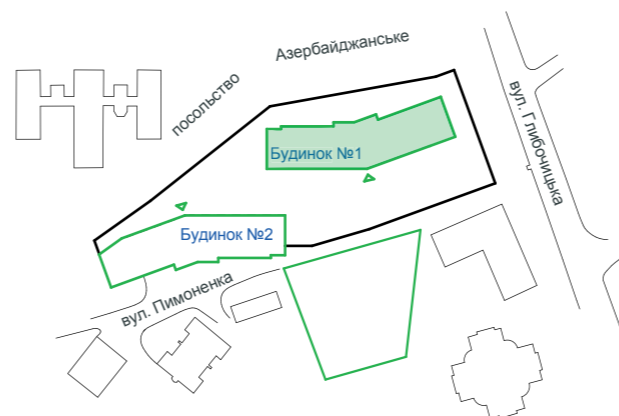 Азербайджанське
посольство
вул. Глибочицька
Будинок №1
Будинок №2
вул. Пимоненка